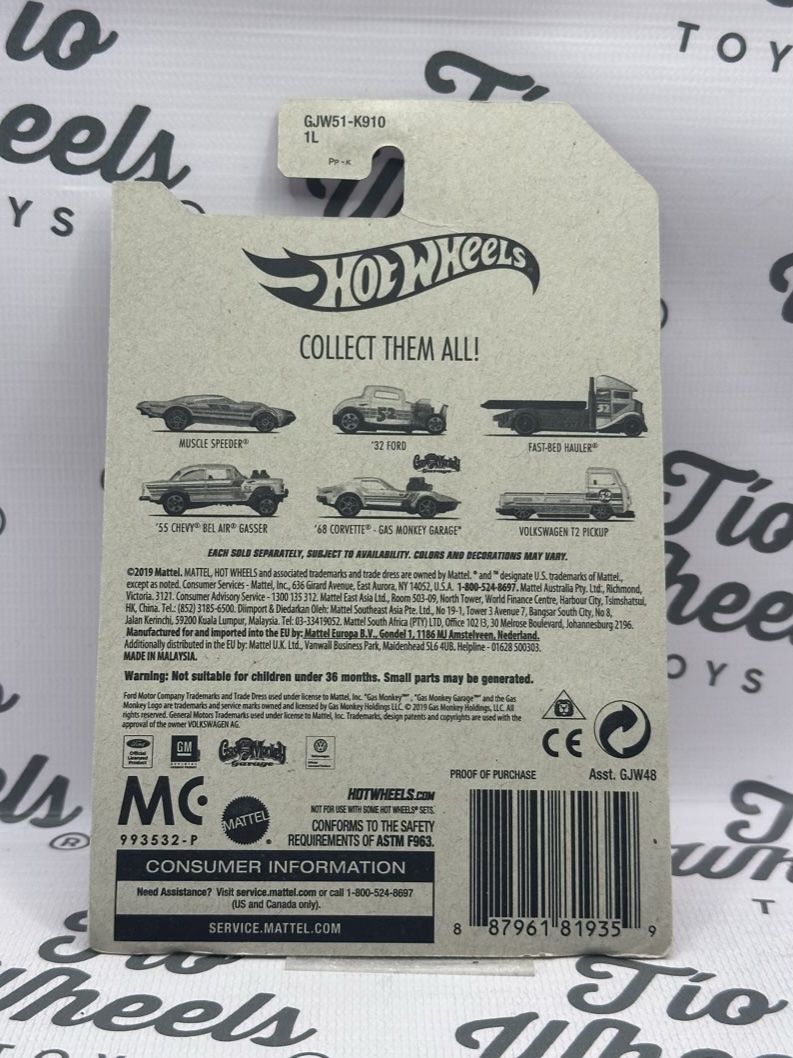 GJW51-K910
1L
PP-K
HOT WHEELS
COLLECT THEM ALL!
MUSCLE SPEEDER®
'32 FORD
FAST-BED HAULER®
'55 CHEVY® BEL AIR® GASSER
'68 CORVETTE® - GAS MONKEY GARAGE®
VOLKSWAGEN T2 PICKUP
EACH SOLD SEPARATELY, SUBJECT TO AVAILABILITY. COLORS AND DECORATIONS MAY VARY.
©2019 Mattel. MATTEL, HOT WHEELS and associated trademarks and trade dress are owned by Mattel. ® and ™ designate U.S. trademarks of Mattel,
except as noted. Consumer Services - Mattel, Inc., 636 Girard Avenue, East Aurora, NY 14052, U.S.A. 1-800-524-8697. Mattel Australia Pty. Ltd., Richmond,
Victoria. 3121. Consumer Advisory Service - 1300 135 312. Mattel East Asia Ltd., Room 503-09, North Tower, World Finance Centre, Harbour City, Tsimshatsui,
HK, China. Tel.: (852) 3185-6500. Diimport & Diedarkan Oleh: Mattel Southeast Asia Pte. Ltd., No 19-1, Tower 3 Avenue 7, Bangsar South City, No. 8,
Jalan Kerinchi, 59200 Kuala Lumpur, Malaysia. Tel: 03-33419052. Mattel South Africa (PTY) LTD, Office 102 I3, 30 Melrose Boulevard, Johannesburg 2196.
Manufactured for and imported into the EU by: Mattel Europa B.V., Gondel 1, 1186 MJ Amstelveen, Nederland.
Additionally distributed in the EU by: Mattel U.K. Ltd., Vanwall Business Park, Maidenhead SL6 4UB. Helpline - 01628 500303.
MADE IN MALAYSIA.
Warning: Not suitable for children under 36 months. Small parts may be generated.
Ford Motor Company Trademarks and Trade Dress used under license to Mattel, Inc. "Gas Monkey", "Gas Monkey Garage" and the Gas
Monkey Logo are trademarks and service marks owned and licensed by Gas Monkey Holdings LLC. © 2019 Gas Monkey Holdings, LLC. All
rights reserved. General Motors Trademarks used under license to Mattel, Inc. Trademarks, design patents and copyrights are used with the
approval of the owner VOLKSWAGEN AG.
Ford
Official
Licensed
Product
GM
Gas Monkey
Garage
CE
PROOF OF PURCHASE
Asst. GJW48
MC
993532-P
MATTEL
HOTWHEELS.COM
NOT FOR USE WITH SOME HOT WHEELS® SETS.
CONFORMS TO THE SAFETY
REQUIREMENTS OF ASTM F963.
CONSUMER INFORMATION
Need Assistance? Visit service.mattel.com or call 1-800-524-8697
(US and Canada only).
SERVICE.MATTEL.COM
8 87961 81935 9
Tío
Wheels
TOYS